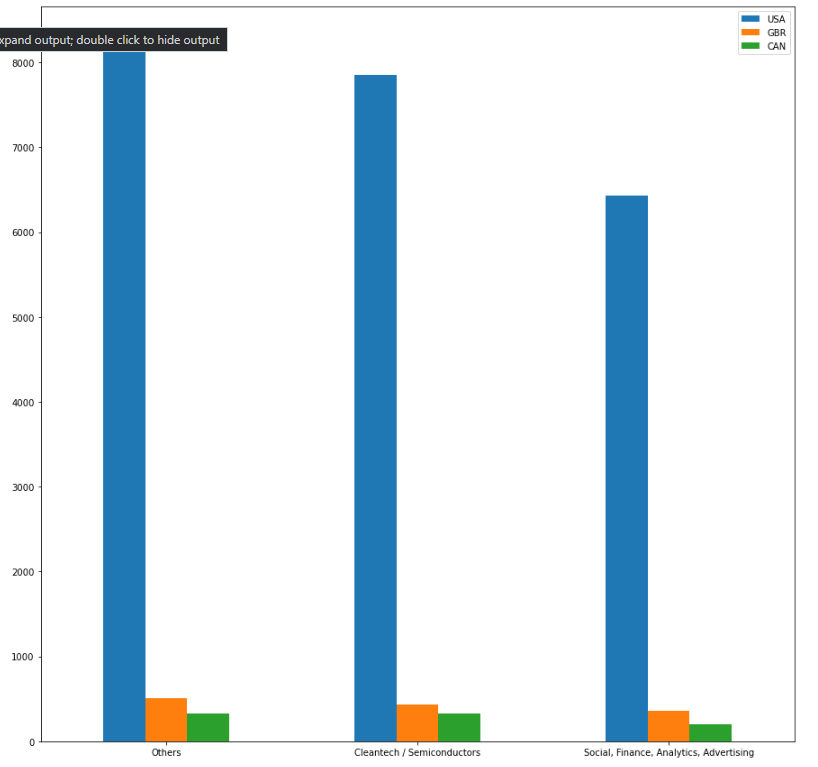 xpand output; double click to hide output
USA
GBR
CAN
8000
7000
6000
5000
4000
3000
2000
1000
0
Others
Cleantech / Semiconductors
Social, Finance, Analytics, Advertising